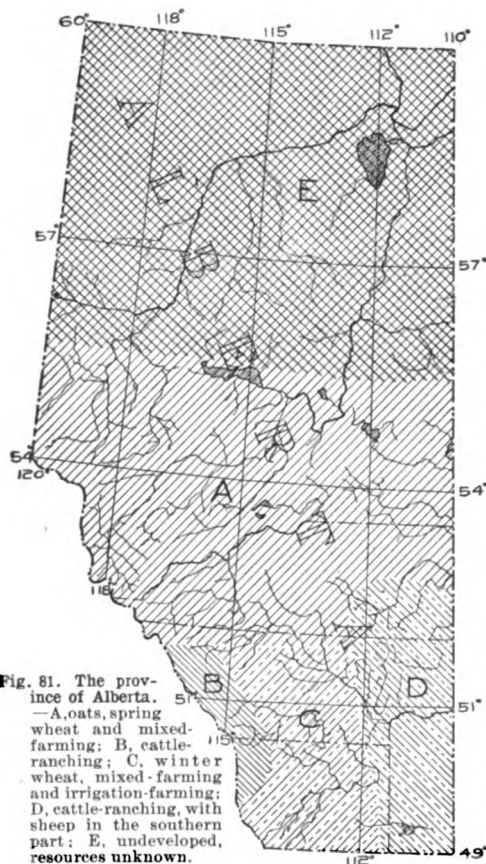 118° 115° 112° 110°
60°
A
L
E
57° B 57°
E
R
54° 54°
120° A
T
118
A
B D
51° 51°
115° C
Fig. 81. The prov-
ince of Alberta.
—A, oats, spring
wheat and mixed-
farming; B, cattle-
ranching; C, winter
wheat, mixed-farming
and irrigation-farming;
D, cattle-ranching, with
sheep in the southern
part; E, undeveloped,
resources unknown.
49°
112°